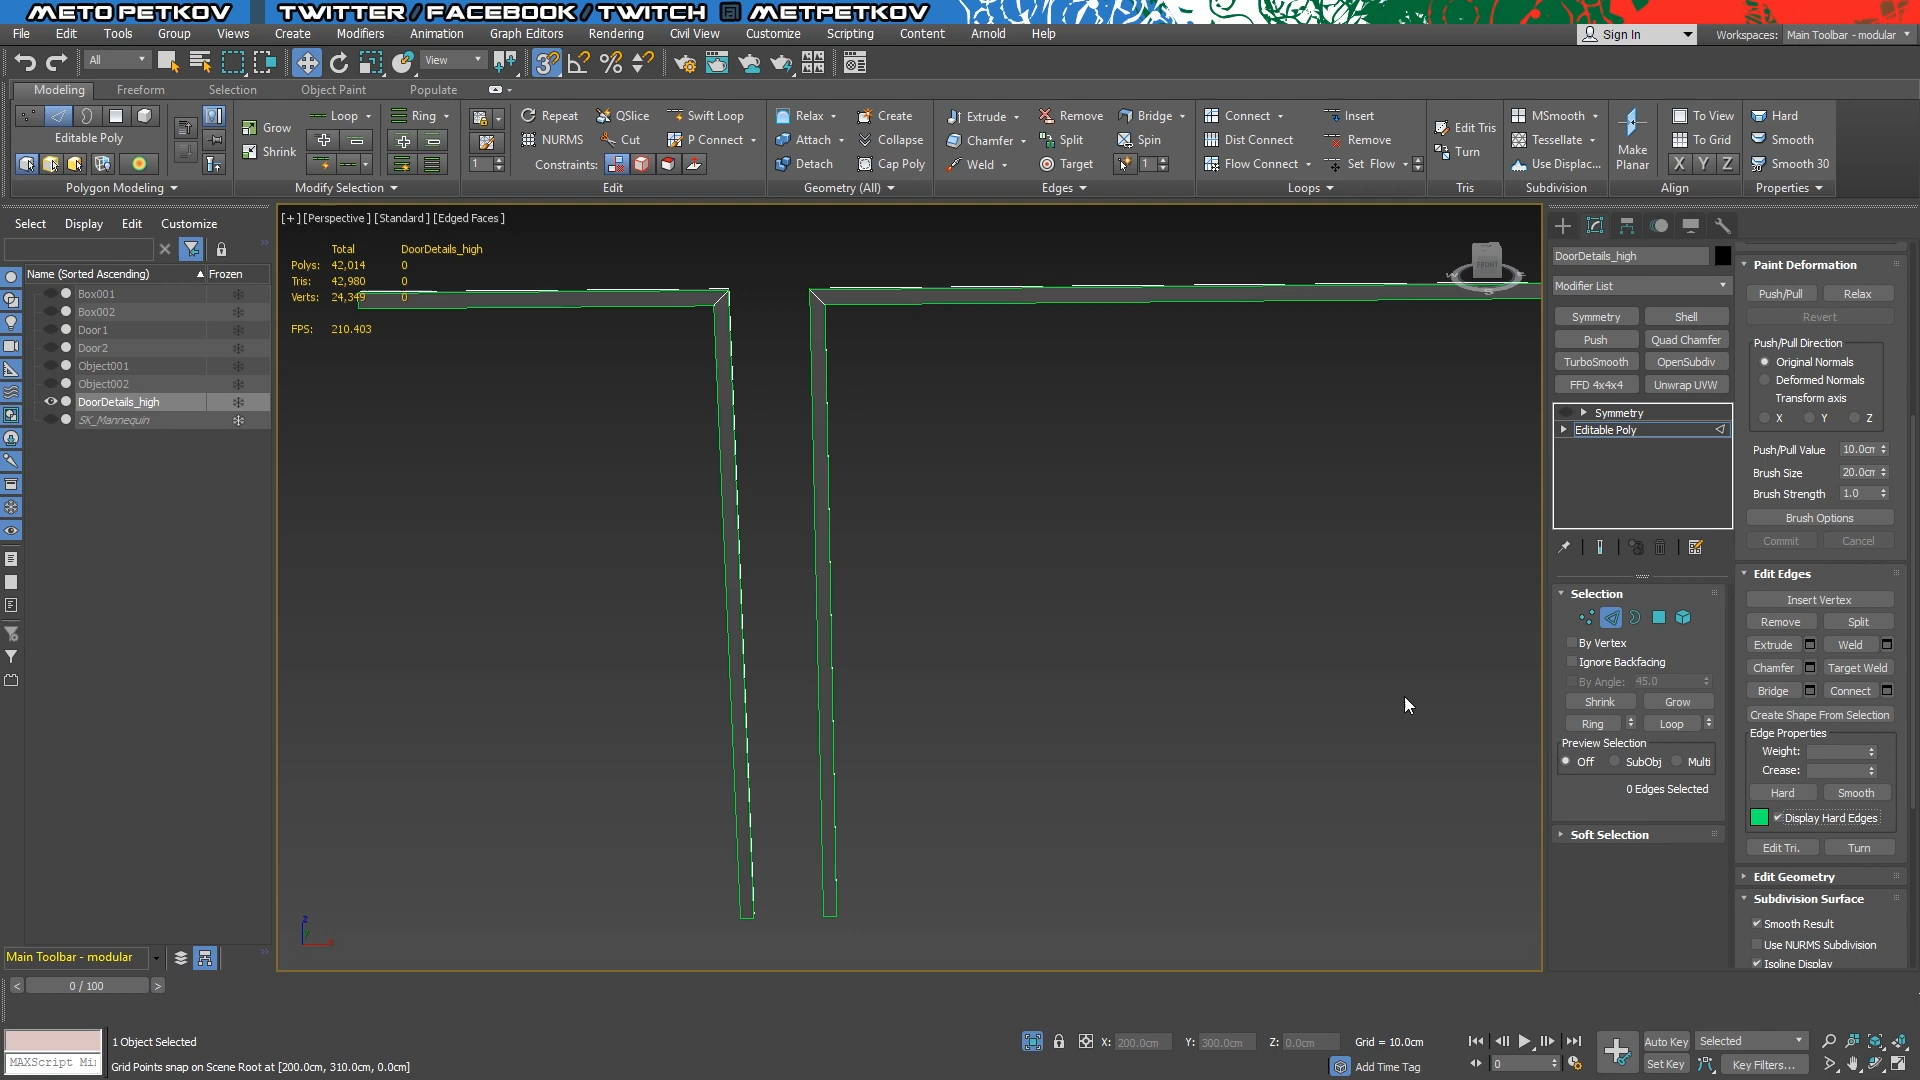 METO PETKOV TWITTER / FACEBOOK / TWITCH @ METPETKOV
File Edit Tools Group Views Create Modifiers Animation Graph Editors Rendering Civil View Customize Scripting Content Arnold Help Sign In Workspaces: Main Toolbar - modular
All View
Modeling Freeform Selection Object Paint Populate
Loop Ring Repeat QSlice Swift Loop Relax Create Extrude Remove Bridge Connect Insert MSmooth To View Hard
Editable Poly Grow NURMS Cut P Connect Attach Collapse Chamfer Split Spin Dist Connect Remove Edit Tris Tessellate Make Planar To Grid Smooth
Shrink 1 Constraints: Detach Cap Poly Weld Target 1 Flow Connect Set Flow Turn Use Displac... X Y Z Smooth 30
Polygon Modeling Modify Selection Edit Geometry (All) Edges Loops Tris Subdivision Align Properties
Select Display Edit Customize
Name (Sorted Ascending) Frozen
Box001
Box002
Door1
Door2
Object001
Object002
DoorDetails_high
SK_Mannequin
[+] [Perspective ] [Standard ] [Edged Faces ]
Total DoorDetails_high
Polys: 42,014 0
Tris: 42,980 0
Verts: 24,349 0
FPS: 210.403
FRONT
W E
S
z
DoorDetails_high
Modifier List
Symmetry Shell
Push Quad Chamfer
TurboSmooth OpenSubdiv
FFD 4x4x4 Unwrap UVW
Symmetry
Editable Poly
Selection
By Vertex
Ignore Backfacing
By Angle: 45.0
Shrink Grow
Ring Loop
Preview Selection
Off SubObj Multi
0 Edges Selected
Soft Selection
Paint Deformation
Push/Pull Relax
Revert
Push/Pull Direction
Original Normals
Deformed Normals
Transform axis
X Y Z
Push/Pull Value 10.0cm
Brush Size 20.0cm
Brush Strength 1.0
Brush Options
Commit Cancel
Edit Edges
Insert Vertex
Remove Split
Extrude Weld
Chamfer Target Weld
Bridge Connect
Create Shape From Selection
Edge Properties
Weight:
Crease:
Hard Smooth
Display Hard Edges
Edit Tri. Turn
Edit Geometry
Subdivision Surface
Smooth Result
Use NURMS Subdivision
Isoline Display
Main Toolbar - modular
< 0 / 100 >
1 Object Selected
MAXScript Mi
Grid Points snap on Scene Root at [200.0cm, 310.0cm, 0.0cm]
X: 200.0cm Y: 300.0cm Z: 0.0cm Grid = 10.0cm
Add Time Tag
0
Auto Key Selected
Set Key Key Filters...